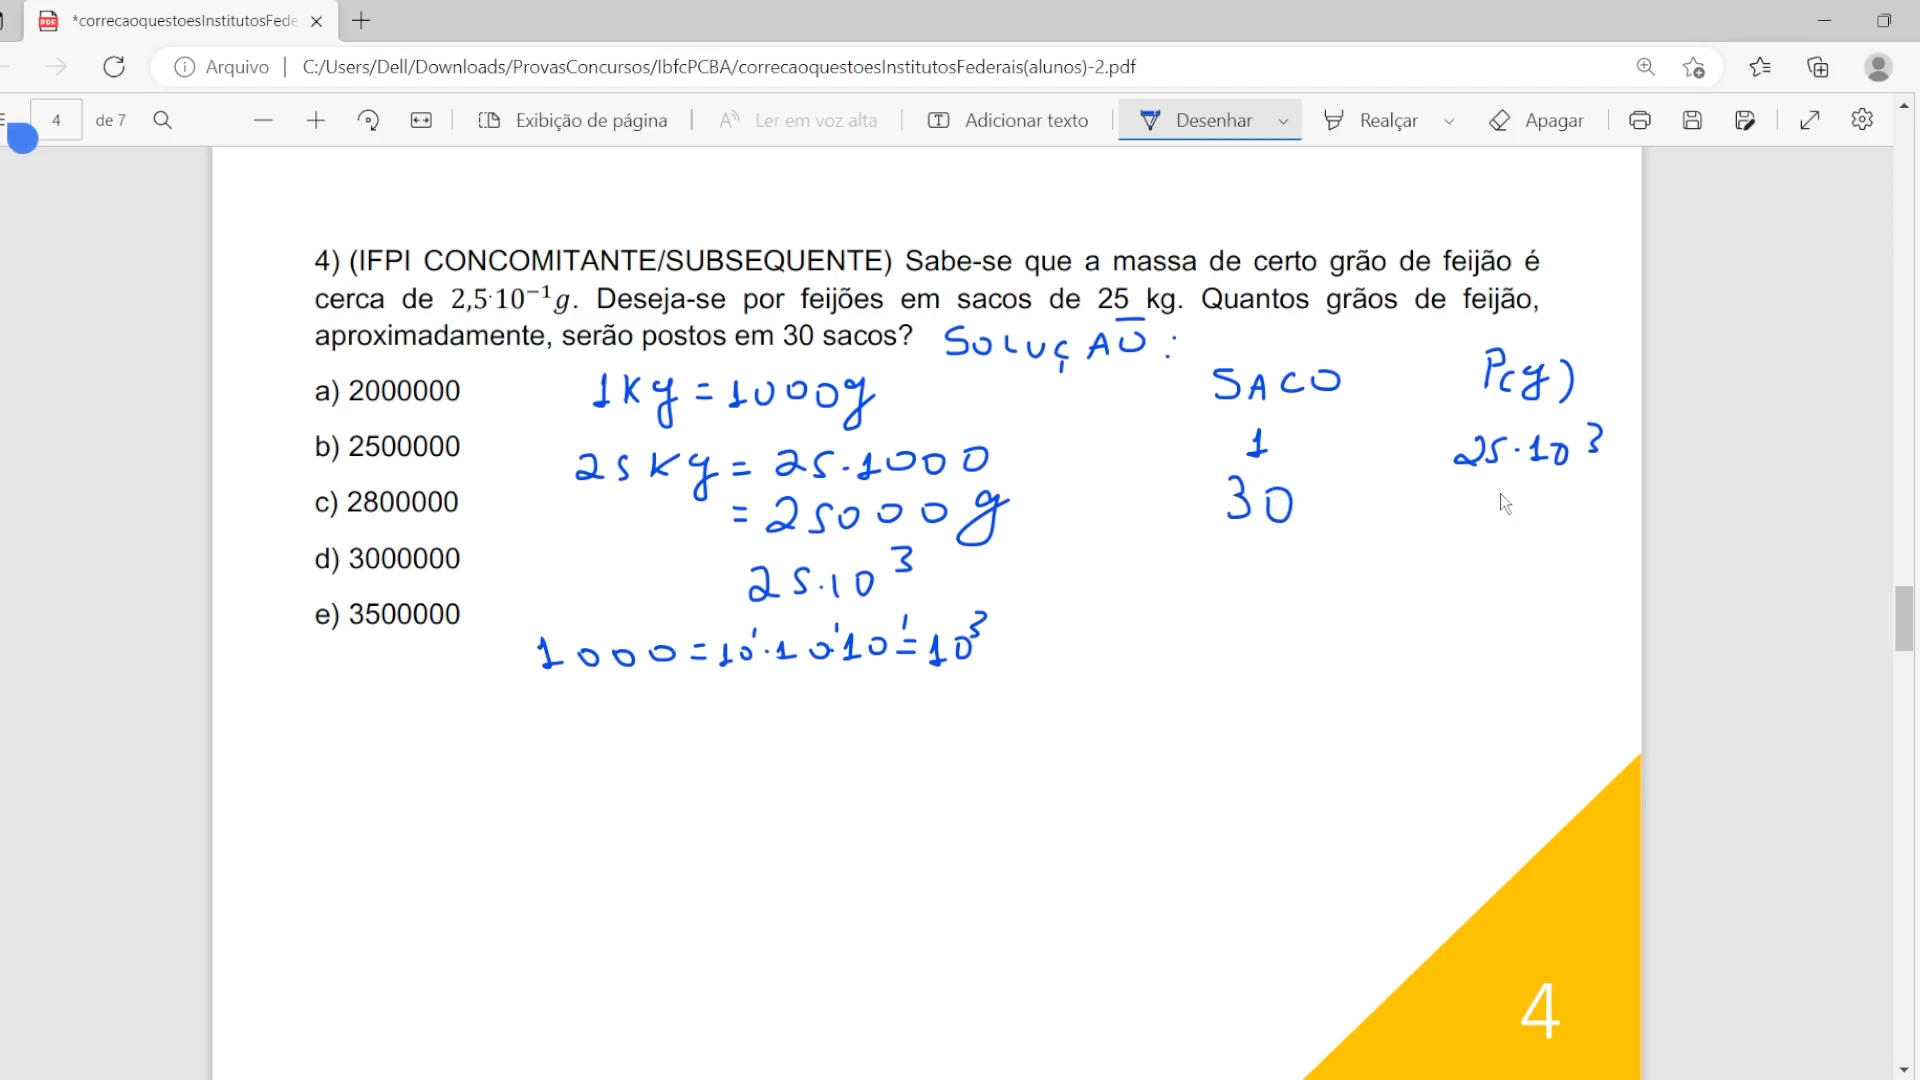 *correcaoquestoesInstitutosFede
Arquivo | C:/Users/Dell/Downloads/ProvasConcursos/IbfcPCBA/correcaoquestoesInstitutosFederais(alunos)-2.pdf
4 de 7 Exibição de página Ler em voz alta Adicionar texto Desenhar Realçar Apagar
4) (IFPI CONCOMITANTE/SUBSEQUENTE) Sabe-se que a massa de certo grão de feijão é
cerca de 2,5·10⁻¹g. Deseja-se por feijões em sacos de 25 kg. Quantos grãos de feijão,
aproximadamente, serão postos em 30 sacos? SOLUÇÃO:
a) 2000000
b) 2500000
c) 2800000
d) 3000000
e) 3500000
1Kg = 1000g
25Kg = 25.1000
= 25000g
25.10³
1000 = 10¹.10¹.10¹ = 10³
SACO P(g)
1 25.10³
30
4